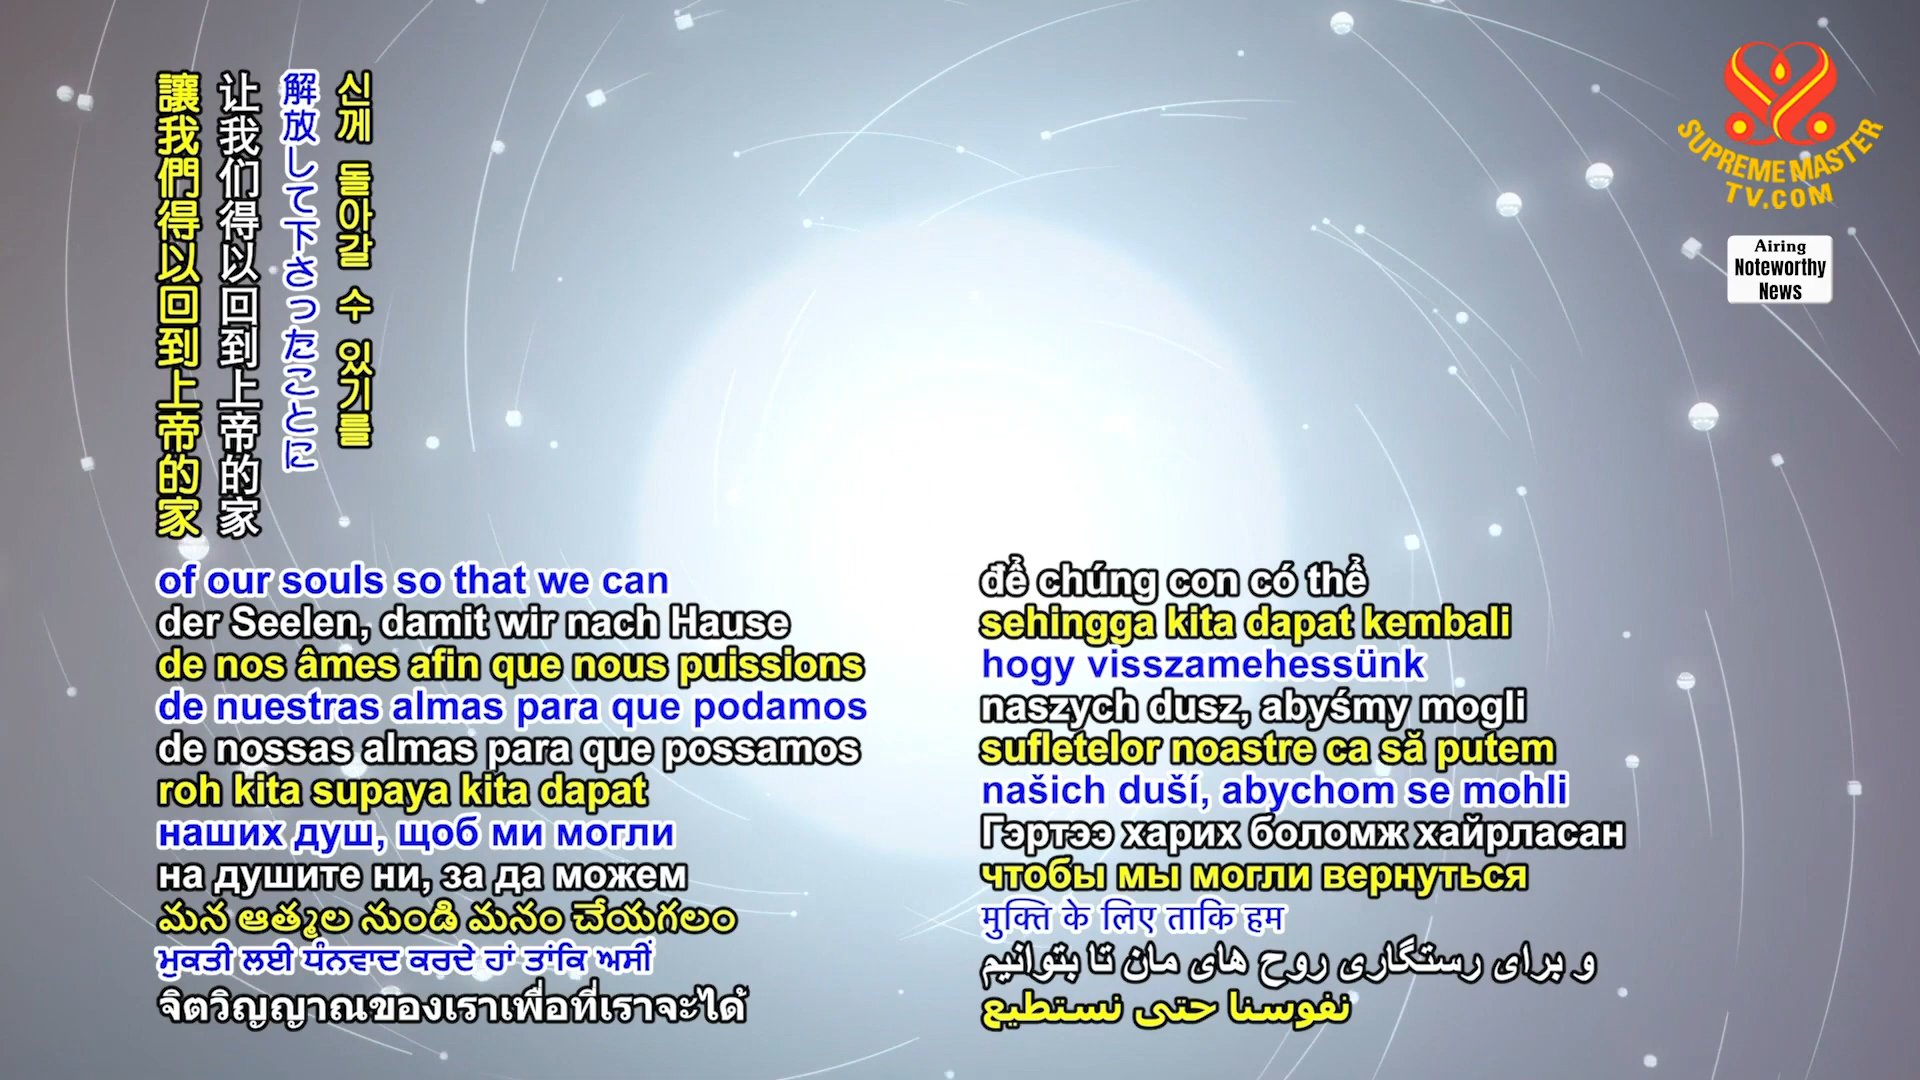 讓我們得以回到上帝的家
让我们得以回到上帝的家
解放して下さったことに
신께 돌아갈 수 있기를
SUPREME MASTER
TV.COM
Airing
Noteworthy
News
of our souls so that we can
der Seelen, damit wir nach Hause
de nos âmes afin que nous puissions
de nuestras almas para que podamos
de nossas almas para que possamos
roh kita supaya kita dapat
наших душ, щоб ми могли
на душите ни, за да можем
మన ఆత్మల నుండి మనం చేయగలం
ਮੁਕਤੀ ਲਈ ਧੰਨਵਾਦ ਕਰਦੇ ਹਾਂ ਤਾਂਕਿ ਅਸੀਂ
จิตวิญญาณของเราเพื่อที่เราจะได้
để chúng con có thể
sehingga kita dapat kembali
hogy visszamehessünk
naszych dusz, abyśmy mogli
sufletelor noastre ca să putem
našich duší, abychom se mohli
Гэртээ харих боломж хайрласан
чтобы мы могли вернуться
मुक्ति के लिए ताकि हम
و برای رستگاری روح های مان تا بتوانیم
نفوسنا حتى نستطيع